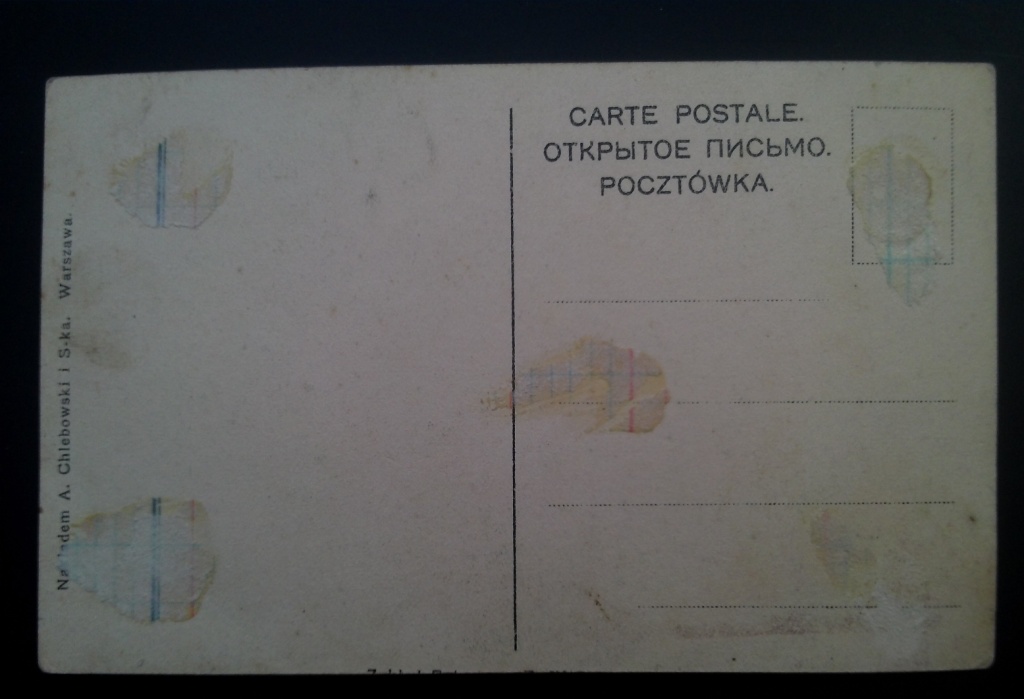 CARTE POSTALE.
ОТКРЫТОЕ ПИСЬМО.
POCZTÓWKA.
A. Chlebowski i S-ka. Warszawa.